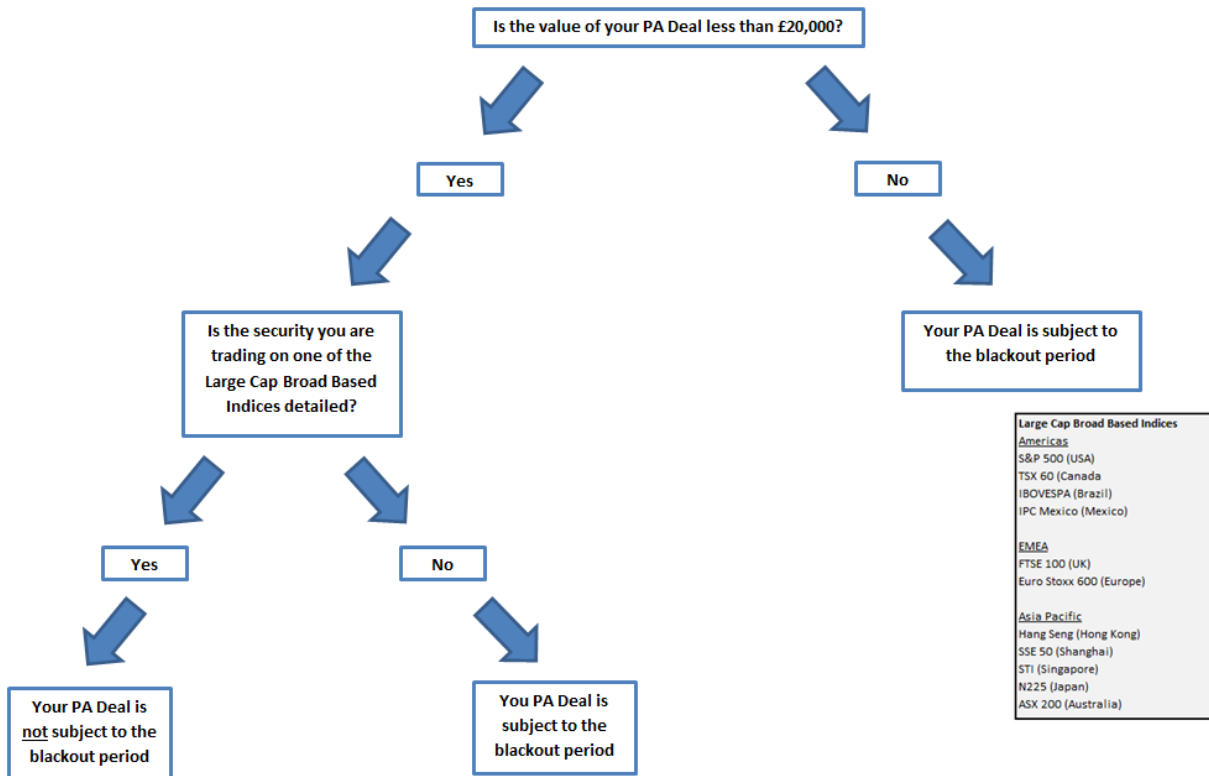 Is the value of your PA Deal less than £20,000?
Yes
No
Is the security you are
trading on one of the
Large Cap Broad Based
Indices detailed?
Your PA Deal is subject to
the blackout period
Large Cap Broad Based Indices
Americas
S&P 500 (USA)
TSX 60 (Canada
IBOVESPA (Brazil)
IPC Mexico (Mexico)
EMEA
FTSE 100 (UK)
Euro Stoxx 600 (Europe)
Asia Pacific
Hang Seng (Hong Kong)
SSE 50 (Shanghai)
STI (Singapore)
N225 (Japan)
ASX 200 (Australia)
Yes
No
Your PA Deal is
not subject to the
blackout period
You PA Deal is
subject to the
blackout period